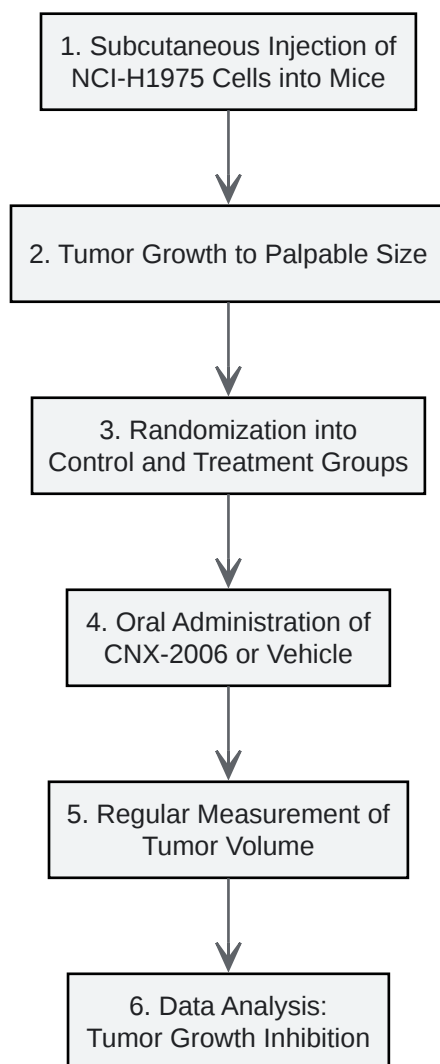 1. Subcutaneous Injection of
NCI-H1975 Cells into Mice
2. Tumor Growth to Palpable Size
3. Randomization into
Control and Treatment Groups
4. Oral Administration of
CNX-2006 or Vehicle
5. Regular Measurement of
Tumor Volume
6. Data Analysis:
Tumor Growth Inhibition